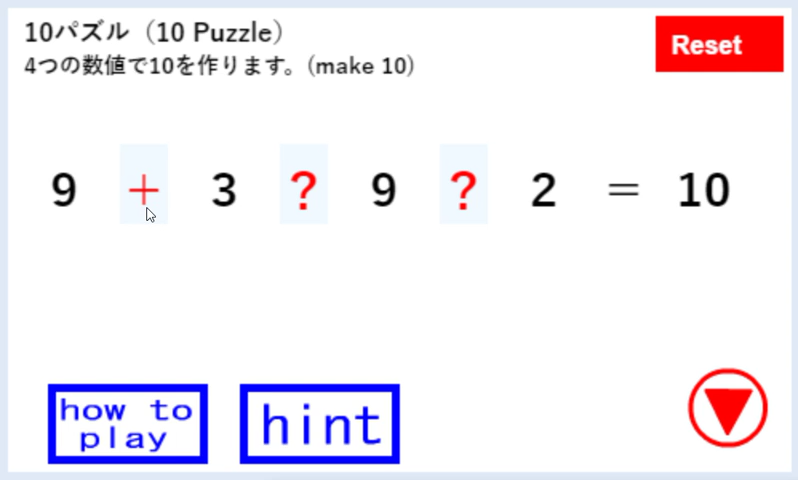 10パズル（10 Puzzle）
Reset
4つの数値で10を作ります。(make 10)
9 + 3 ? 9 ? 2 = 10
how to
play
hint